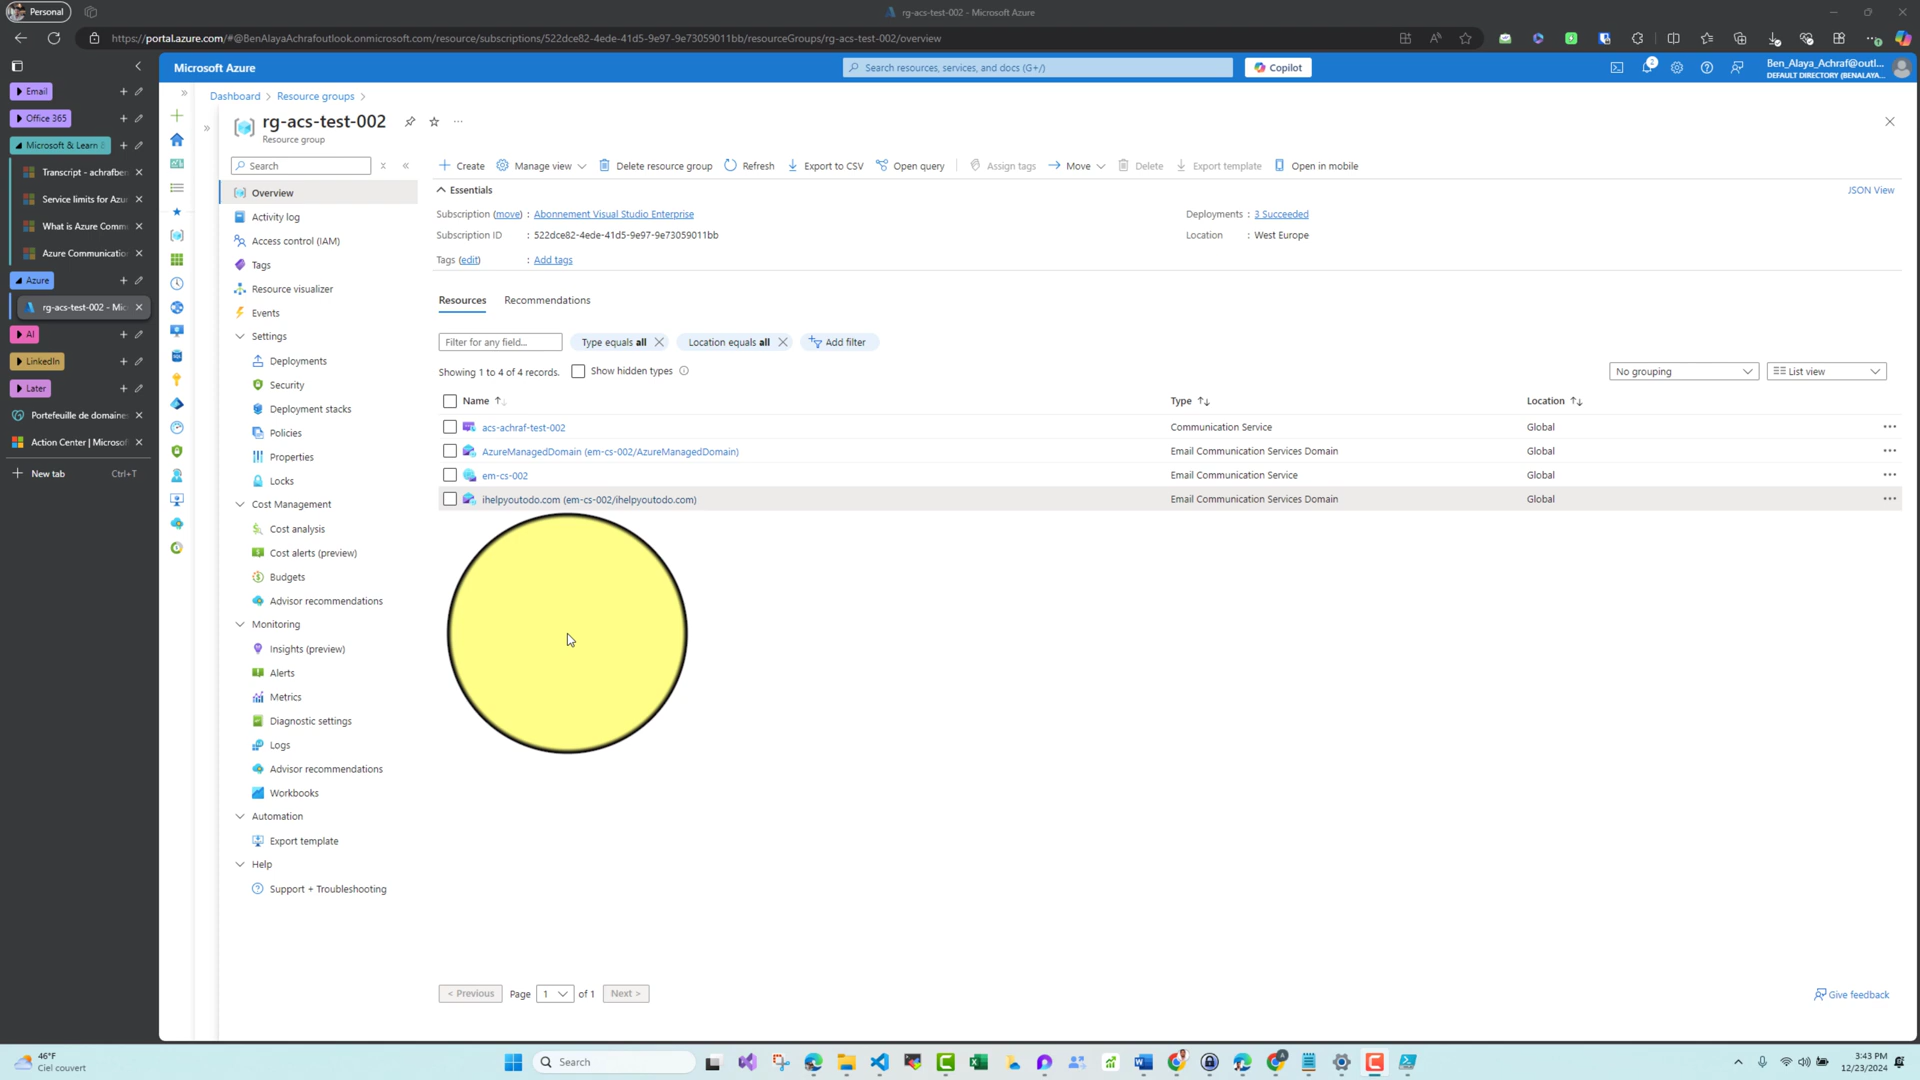 Personal
rg-acs-test-002 - Microsoft Azure
https://portal.azure.com/#@BenAlayaAchrafoutlook.onmicrosoft.com/resource/subscriptions/522dce82-4ede-41d5-9e97-9e73059011bb/resourceGroups/rg-acs-test-002/overview
Email
Office 365
Microsoft & Learn
Transcript - achrafben
Service limits for Azu
What is Azure Commu
Azure Communicatio
Azure
rg-acs-test-002 - Mic
AI
LinkedIn
Later
Portefeuille de domaine
Action Center | Microsof
New tab
Ctrl+T
Microsoft Azure
Search resources, services, and docs (G+/)
Copilot
2
Ben_Alaya_Achraf@outl...
DEFAULT DIRECTORY (BENALAYA...
Dashboard > Resource groups >
rg-acs-test-002
Resource group
Search
Overview
Activity log
Access control (IAM)
Tags
Resource visualizer
Events
Settings
Deployments
Security
Deployment stacks
Policies
Properties
Locks
Cost Management
Cost analysis
Cost alerts (preview)
Budgets
Advisor recommendations
Monitoring
Insights (preview)
Alerts
Metrics
Diagnostic settings
Logs
Advisor recommendations
Workbooks
Automation
Export template
Help
Support + Troubleshooting
Create Manage view Delete resource group Refresh Export to CSV Open query Assign tags Move Delete Export template Open in mobile
Essentials
JSON View
Subscription (move) : Abonnement Visual Studio Enterprise
Deployments : 3 Succeeded
Subscription ID : 522dce82-4ede-41d5-9e97-9e73059011bb
Location : West Europe
Tags (edit) : Add tags
Resources Recommendations
Filter for any field... Type equals all Location equals all Add filter
Showing 1 to 4 of 4 records. Show hidden types
No grouping
List view
Name Type Location
acs-achraf-test-002 Communication Service Global
AzureManagedDomain (em-cs-002/AzureManagedDomain) Email Communication Services Domain Global
em-cs-002 Email Communication Service Global
ihelpyoutodo.com (em-cs-002/ihelpyoutodo.com) Email Communication Services Domain Global
< Previous Page 1 of 1 Next >
Give feedback
46°F
Ciel couvert
Search
3:43 PM
12/23/2024